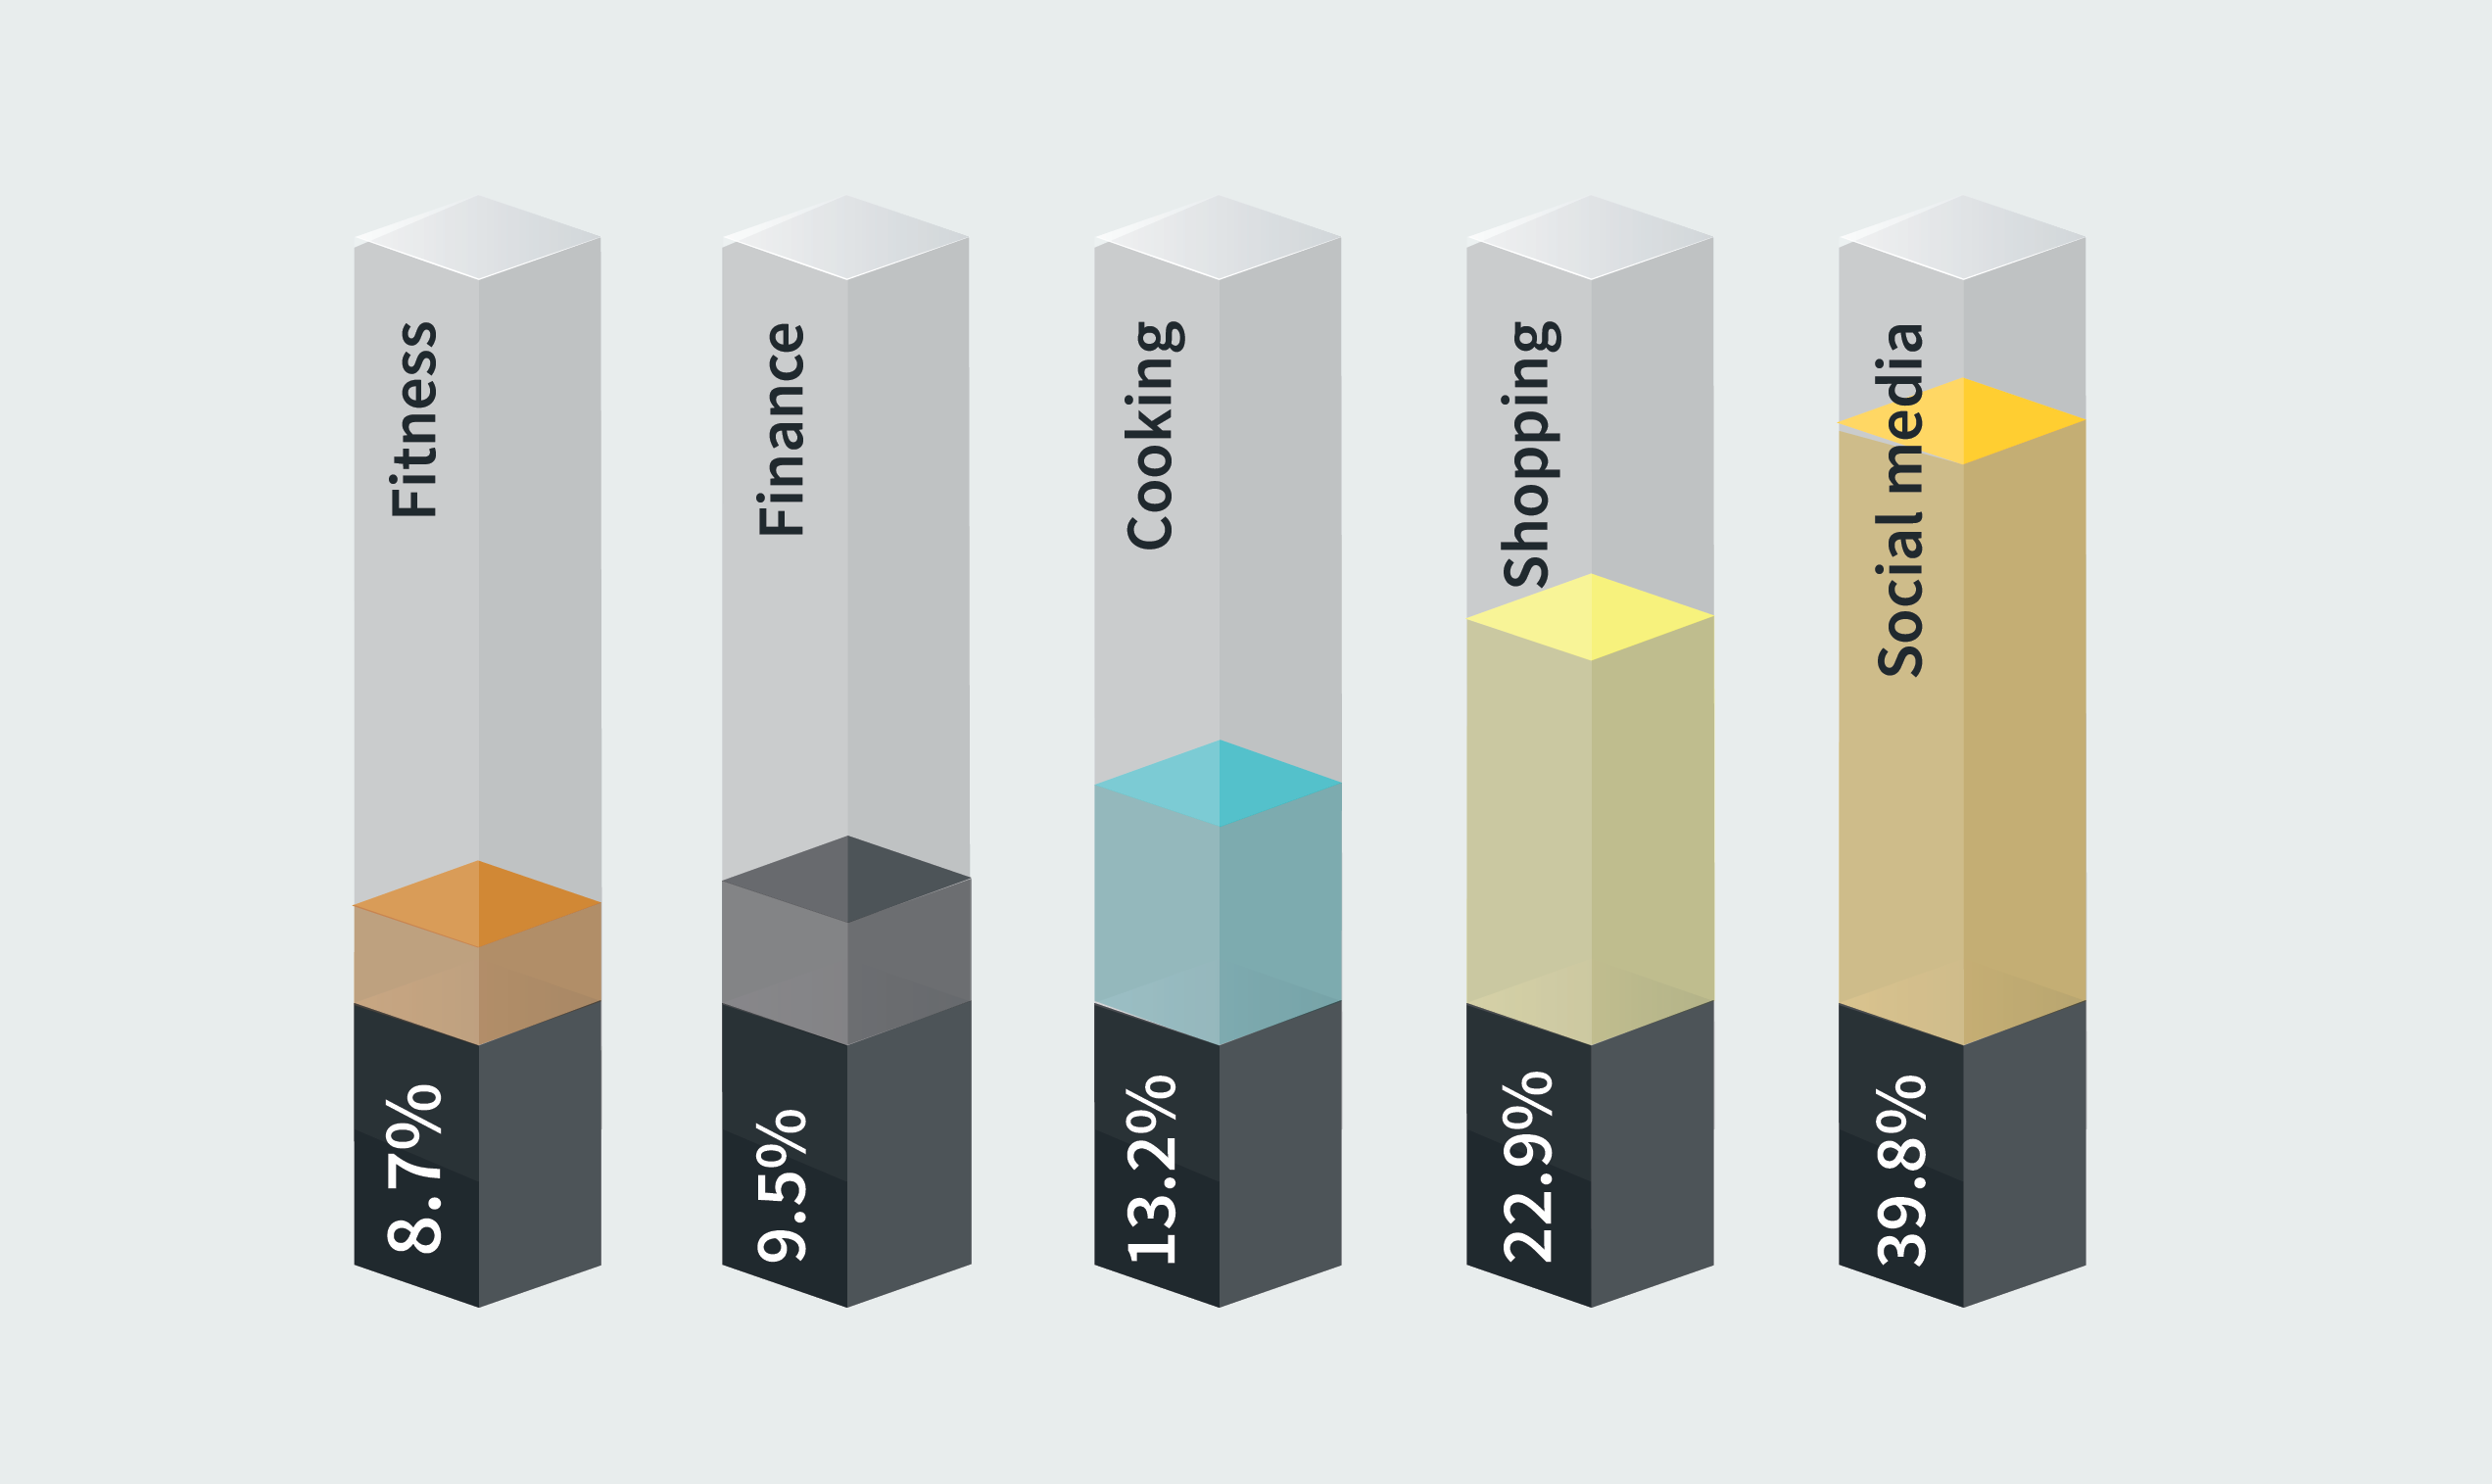 Fitness
8.7%
Finance
9.5%
Cooking
13.2%
Shopping
22.9%
Social media
39.8%